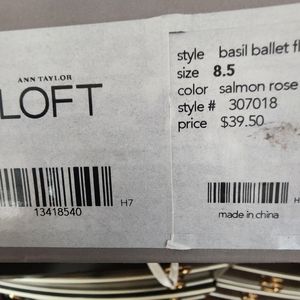 ANN TAYLOR
LOFT
H7
13418540
style basil ballet fl
size 8.5
color salmon rose
style # 307018
price $39.50
H
made in china